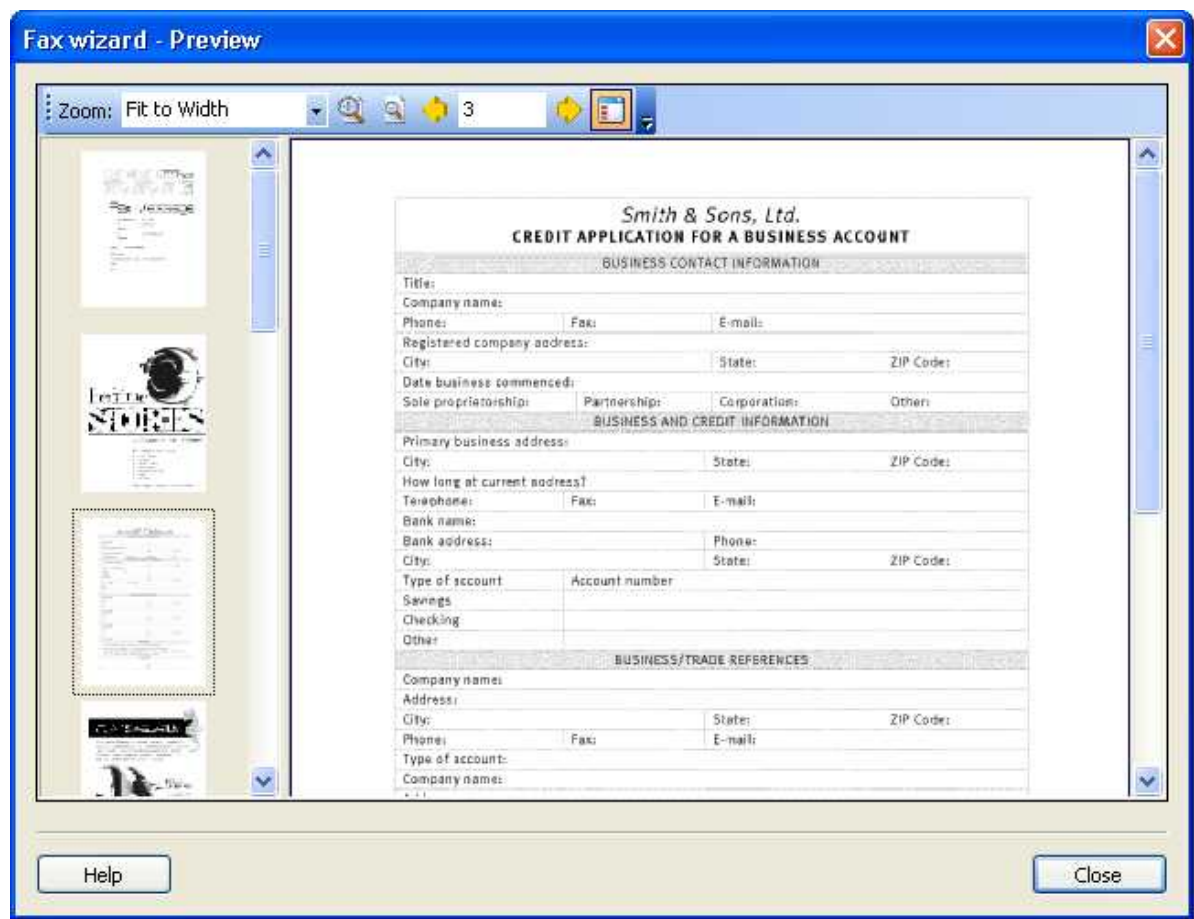 Fax wizard - Preview
Zoom: Fit to Width 3
Fax Message
STORIES
Smith & Sons, Ltd.
CREDIT APPLICATION FOR A BUSINESS ACCOUNT
BUSINESS CONTACT INFORMATION
Title:
Company name:
Phone: Fax: E-mail:
Registered company address:
City: State: ZIP Code:
Date business commenced:
Sole proprietorship: Partnership: Corporation: Other:
BUSINESS AND CREDIT INFORMATION
Primary business address:
City: State: ZIP Code:
How long at current address?
Telephone: Fax: E-mail:
Bank name:
Bank address: Phone:
City: State: ZIP Code:
Type of account Account number
Savings
Checking
Other
BUSINESS/TRADE REFERENCES
Company name:
Address:
City: State: ZIP Code:
Phone: Fax: E-mail:
Type of account:
Company name:
Help Close